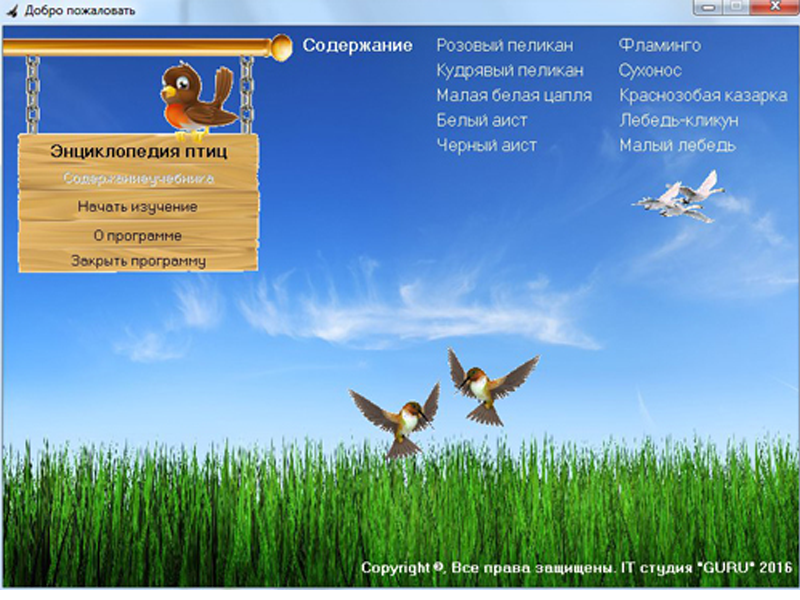 Добро пожаловать
Энциклопедия птиц
Содержаниеучебника
Начать изучение
О программе
Закрыть программу
Содержание
Розовый пеликан
Кудрявый пеликан
Малая белая цапля
Белый аист
Черный аист
Фламинго
Сухонос
Краснозобая казарка
Лебедь-кликун
Малый лебедь
Copyright ©, Все права защищены. IT студия "GURU" 2016